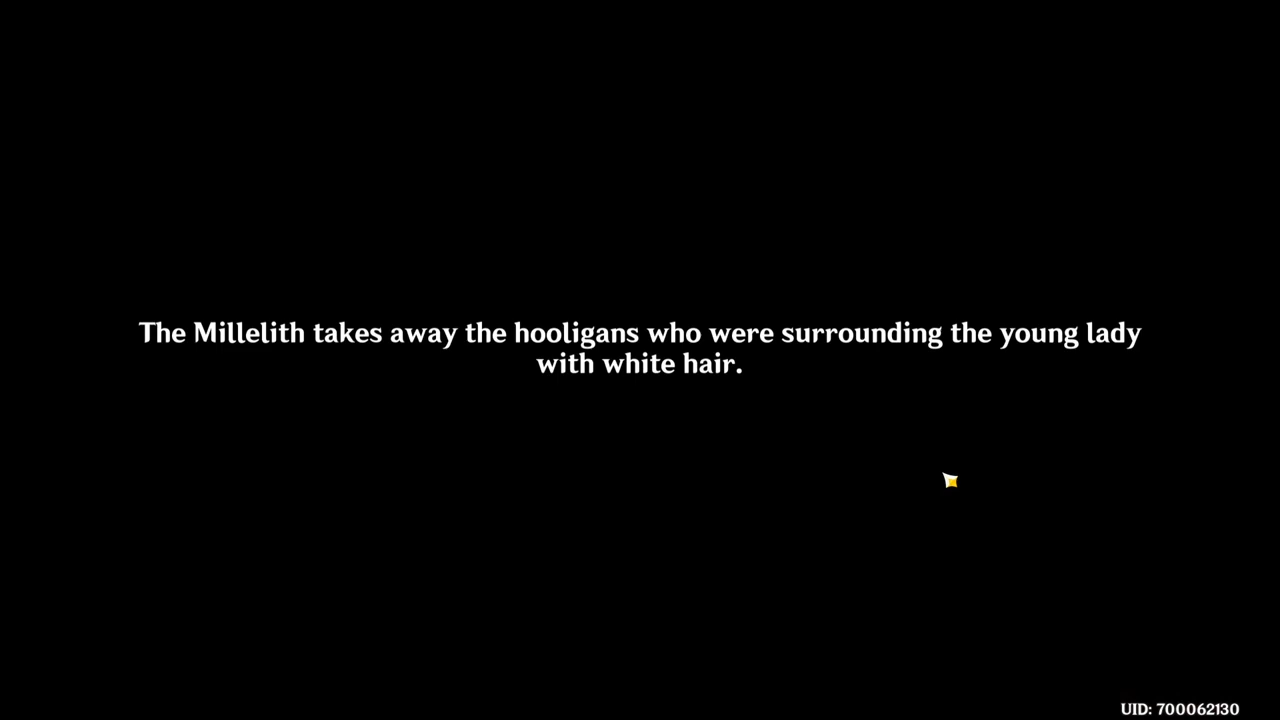 The Millelith takes away the hooligans who were surrounding the young lady
with white hair.
UID: 700062130